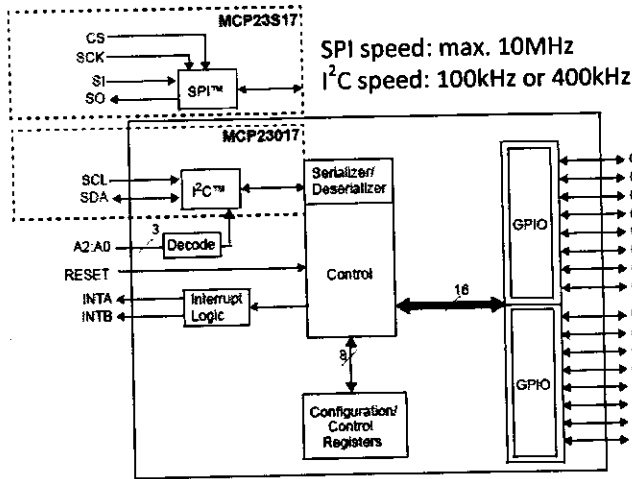 MCP23S17
CS
SCK
SI
SO
SPI™
SPI speed: max. 10MHz
I²C speed: 100kHz or 400kHz
MCP23017
SCL
SDA
I²C™
Serializer/
Deserializer
3
A2:A0
Decode
Control
RESET
INTA
INTB
Interrupt
Logic
16
8
GPIO
GPIO
Configuration/
Control
Registers